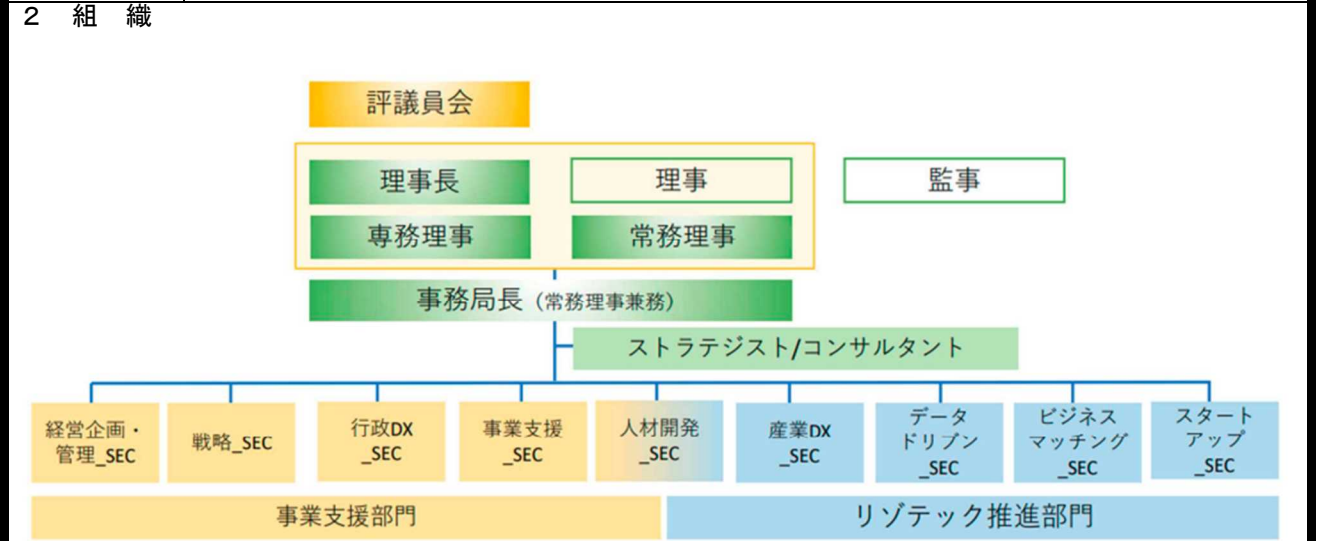 ２ 組 織
評議員会
理事長
理事
監事
専務理事
常務理事
事務局長（常務理事兼務）
ストラテジスト/コンサルタント
経営企画・
管理_SEC
戦略_SEC
行政DX
_SEC
事業支援
_SEC
人材開発
_SEC
産業DX
_SEC
データ
ドリブン
_SEC
ビジネス
マッチング
_SEC
スタート
アップ
_SEC
事業支援部門
リゾテック推進部門